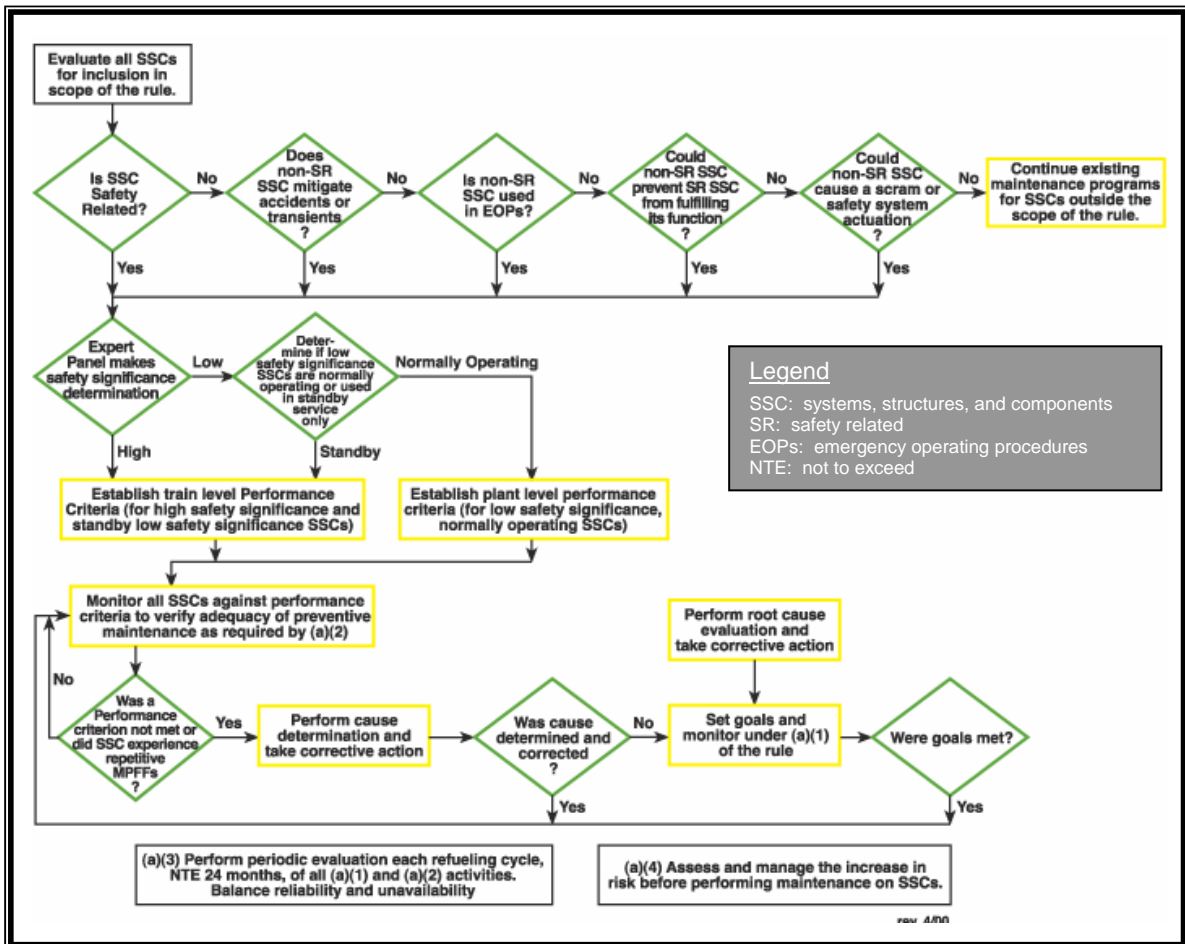 Evaluate all SSCs
for inclusion in
scope of the rule.
Is SSC
Safety
Related?
No
Does
non-SR
SSC mitigate
accidents or
transients
?
No
Is non-SR
SSC used
in EOPs?
No
Could
non-SR SSC
prevent SR SSC
from fulfilling
its function
?
No
Could
non-SR SSC
cause a scram or
safety system
actuation
?
No
Continue existing
maintenance programs
for SSCs outside the
scope of the rule.
Yes
Yes
Yes
Yes
Yes
Expert
Panel makes
safety significance
determination
Low
Deter-
mine if low
safety significance
SSCs are normally
operating or used
in standby
service
only
Normally Operating
High
Standby
Legend
SSC: systems, structures, and components
SR: safety related
EOPs: emergency operating procedures
NTE: not to exceed
Establish train level Performance
Criteria (for high safety significance and
standby low safety significance SSCs)
Establish plant level performance
criteria (for low safety significance,
normally operating SSCs)
Monitor all SSCs against performance
criteria to verify adequacy of preventive
maintenance as required by (a)(2)
Perform root cause
evaluation and
take corrective action
No
Was a
Performance
criterion not met or
did SSC experience
repetitive
MPFFs
?
Yes
Perform cause
determination and
take corrective action
Was cause
determined and
corrected
?
No
Set goals and
monitor under (a)(1)
of the rule
Were goals met?
Yes
Yes
(a)(3) Perform periodic evaluation each refueling cycle,
NTE 24 months, of all (a)(1) and (a)(2) activities.
Balance reliability and unavailability
(a)(4) Assess and manage the increase in
risk before performing maintenance on SSCs.
rev. 4/00